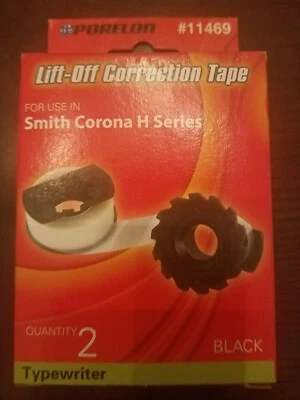 PORELON #11469
Lift-Off Correction Tape
FOR USE IN
Smith Corona H Series
QUANTITY 2
BLACK
Typewriter